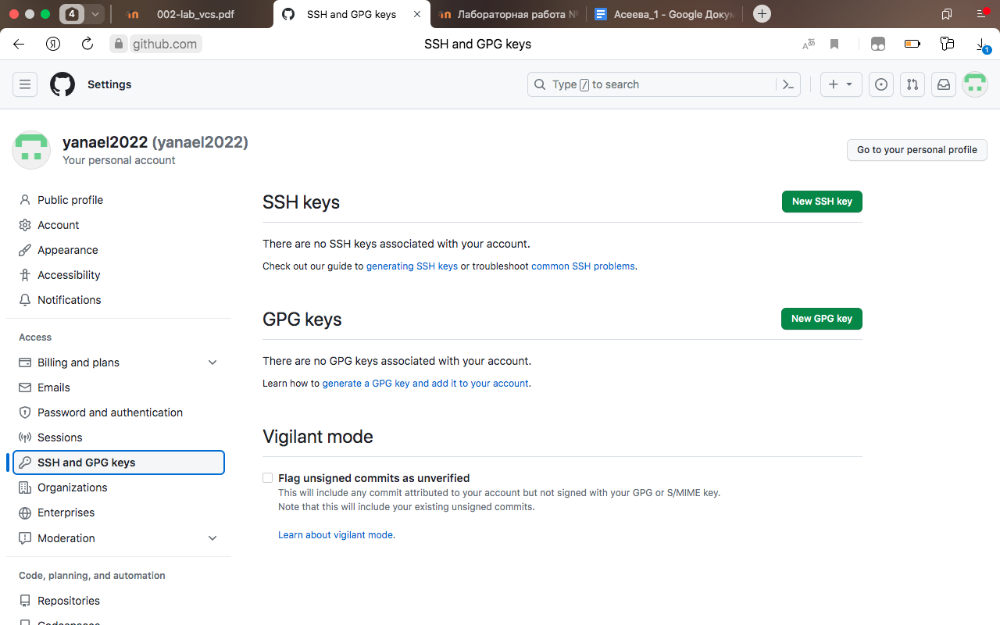 4
002-lab_vcs.pdf
SSH and GPG keys
Лабораторная работа №
Асеева_1 - Google Докум
github.com
SSH and GPG keys
1
Settings
Type / to search
yanael2022 (yanael2022)
Your personal account
Go to your personal profile
Public profile
Account
Appearance
Accessibility
Notifications
Access
Billing and plans
Emails
Password and authentication
Sessions
SSH and GPG keys
Organizations
Enterprises
Moderation
Code, planning, and automation
Repositories
Codespaces
SSH keys
New SSH key
There are no SSH keys associated with your account.
Check out our guide to generating SSH keys or troubleshoot common SSH problems.
GPG keys
New GPG key
There are no GPG keys associated with your account.
Learn how to generate a GPG key and add it to your account.
Vigilant mode
Flag unsigned commits as unverified
This will include any commit attributed to your account but not signed with your GPG or S/MIME key.
Note that this will include your existing unsigned commits.
Learn about vigilant mode.